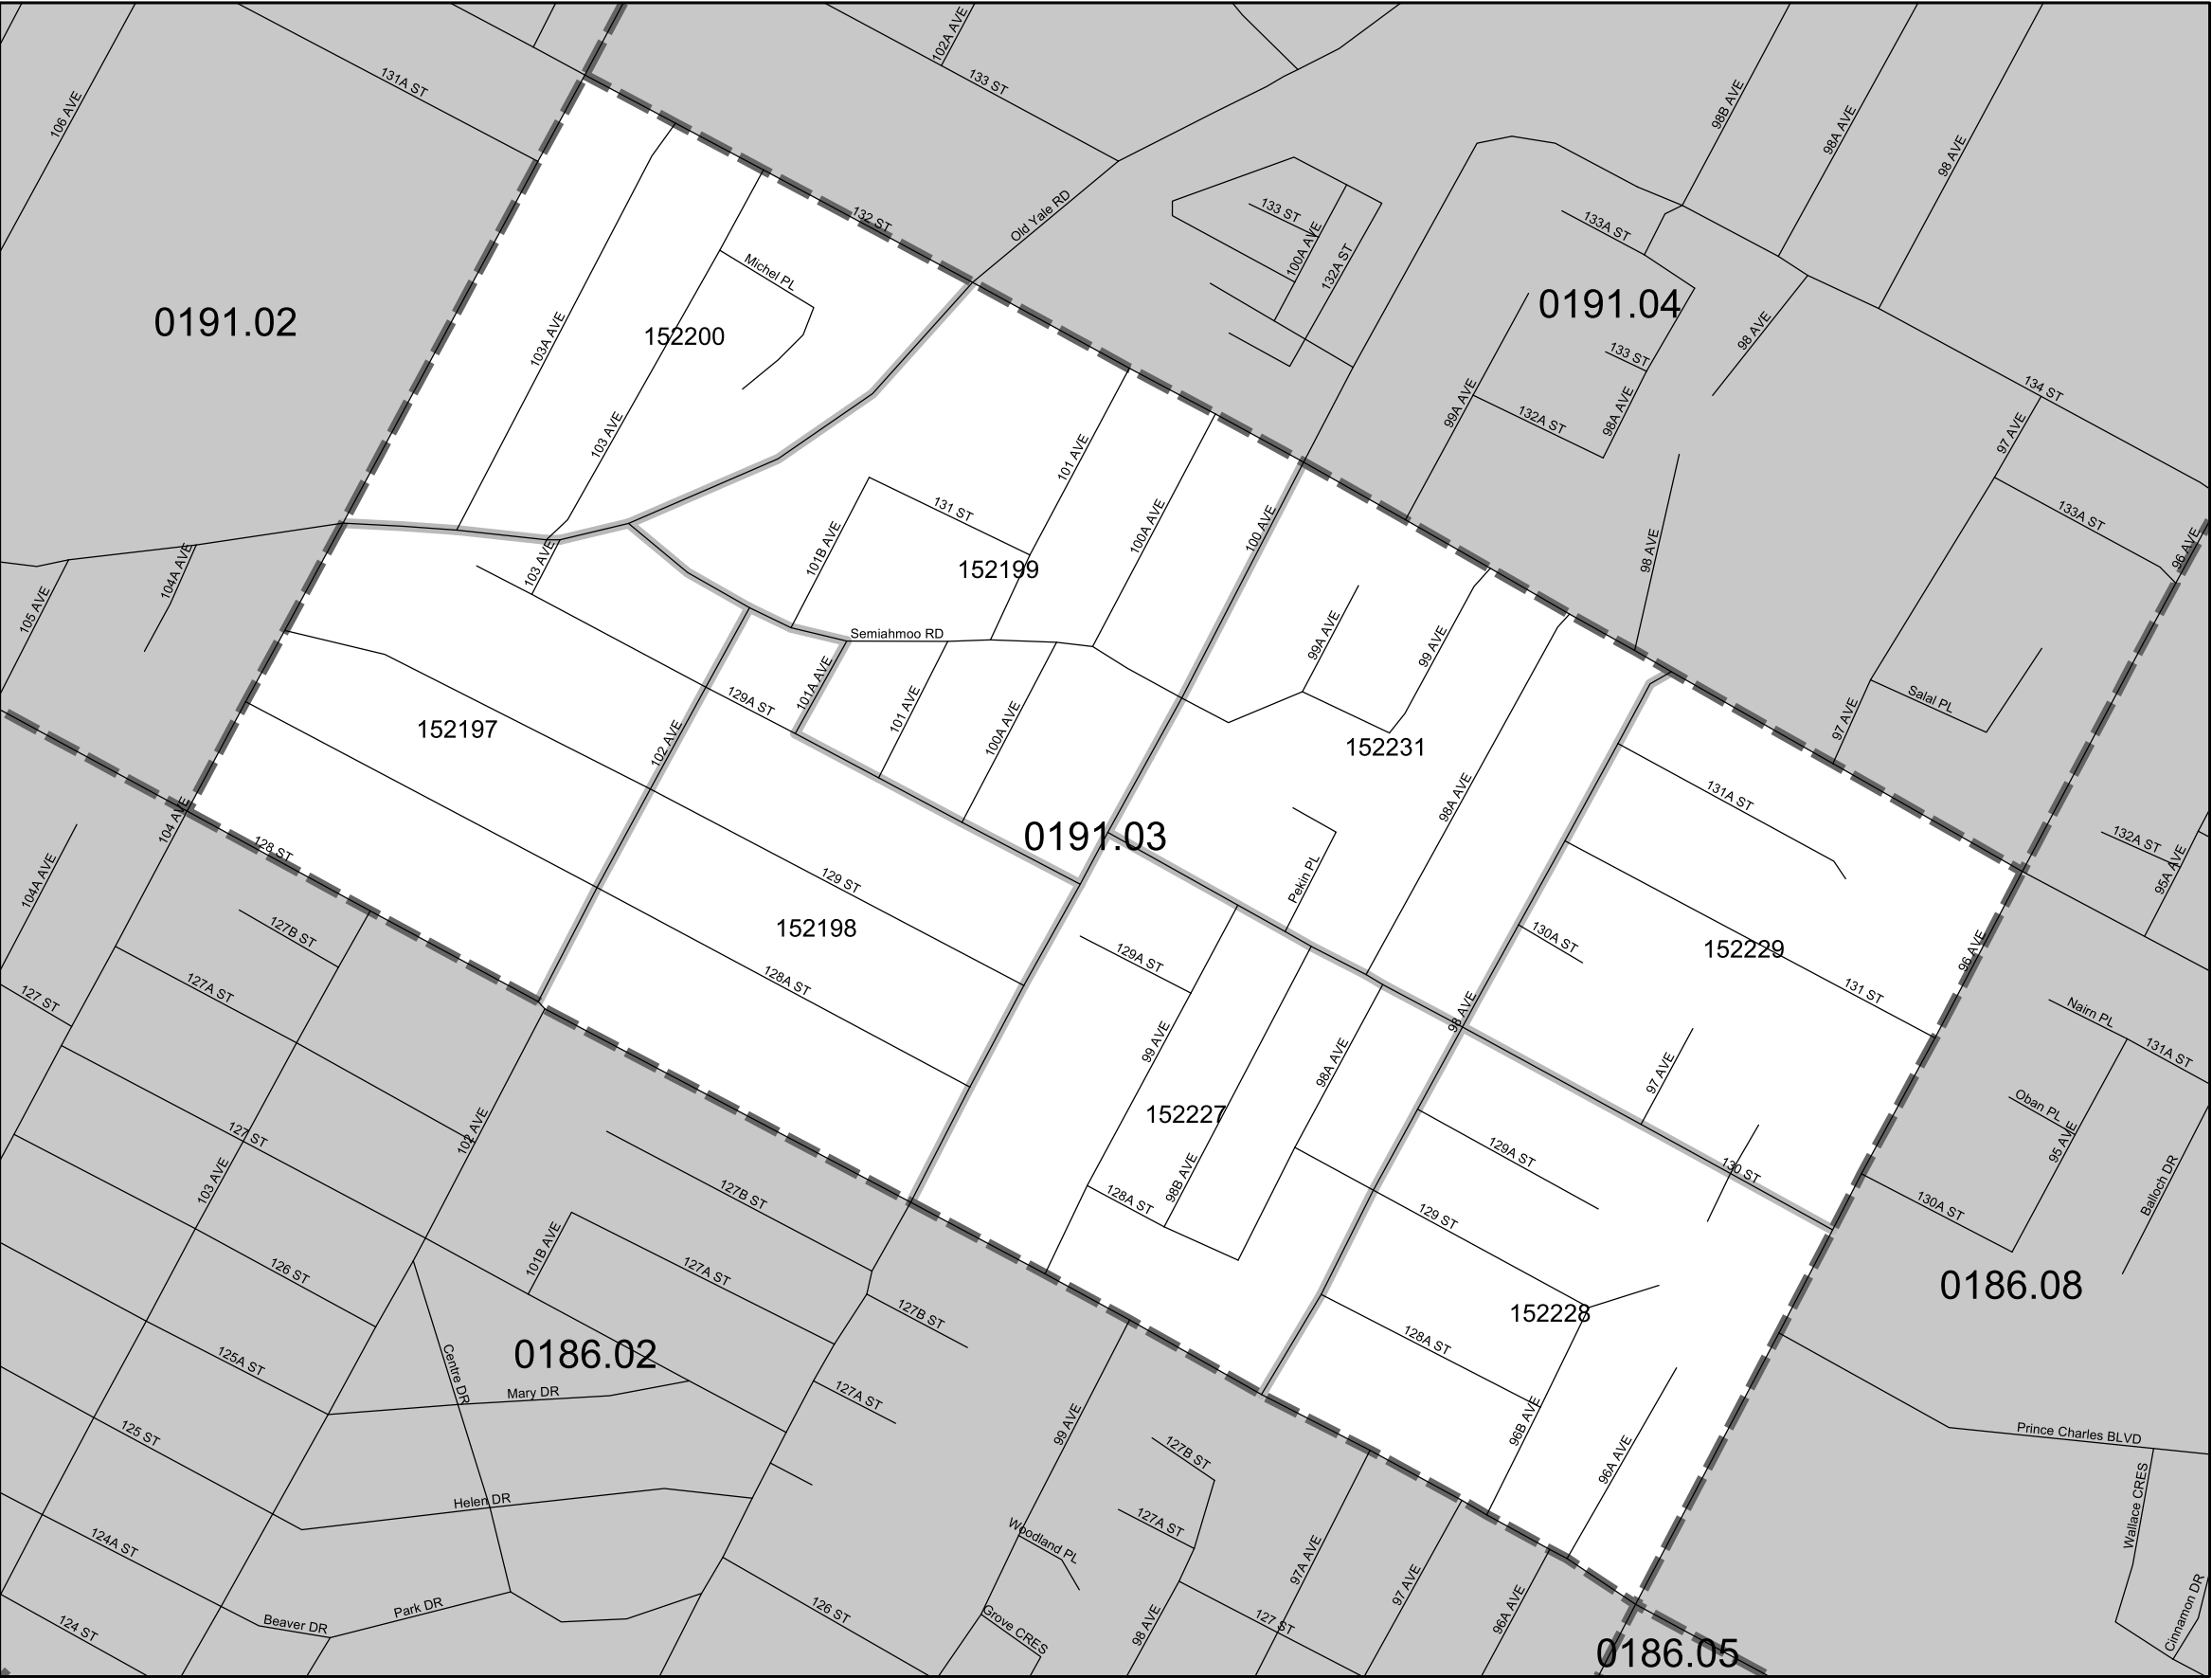 102A AVE
131A ST
133 ST
106 AVE
98B AVE
98A AVE
98 AVE
132 ST
Old Yale RD
133 ST
100A AVE
132A ST
133A ST
0191.04
0191.02
Michel PL
103A AVE
152200
98 AVE
133 ST
134 ST
99A AVE
132A ST
98A AVE
97 AVE
103 AVE
101 AVE
131 ST
133A ST
100A AVE
100 AVE
101B AVE
98 AVE
96 AVE
103 AVE
104A AVE
152199
105 AVE
Semiahmoo RD
99A AVE
99 AVE
101A AVE
129A ST
101 AVE
Salal PL
97 AVE
152197
102 AVE
100A AVE
152231
98A AVE
131A ST
104 AVE
0191.03
132A ST
128 ST
104A AVE
129 ST
Pekin PL
95A AVE
152198
127B ST
130A ST
152229
96 AVE
129A ST
128A ST
127A ST
127 ST
131 ST
98 AVE
Nairn PL
99 AVE
131A ST
98A AVE
97 AVE
Oban PL
152227
102 AVE
127 ST
95 AVE
129A ST
130 ST
103 AVE
98B AVE
128A ST
127B ST
130A ST
Balloch DR
129 ST
101B AVE
127A ST
126 ST
0186.08
127B ST
152228
128A ST
0186.02
125A ST
Centre DR
Mary DR
127A ST
99 AVE
96B AVE
125 ST
Prince Charles BLVD
127B ST
96A AVE
Helen DR
Wallace CRES
127A ST
124A ST
Woodland PL
97A AVE
97 AVE
Park DR
Beaver DR
126 ST
96A AVE
124 ST
Grove CRES
98 AVE
127 ST
Cinnamon DR
0186.05